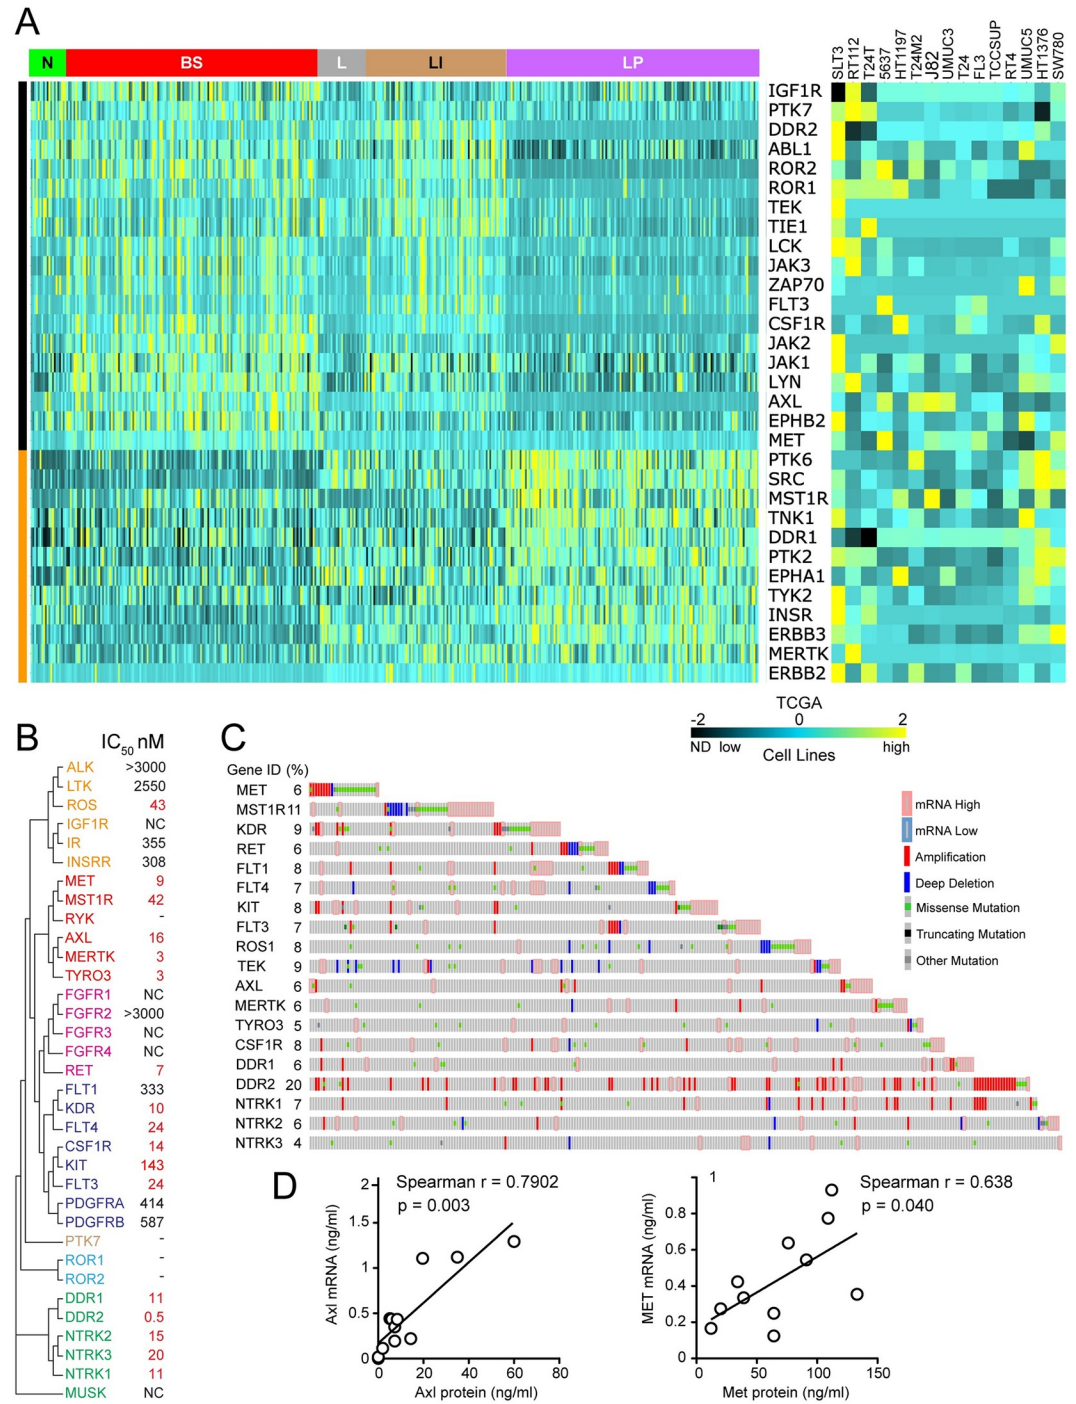 A
N BS L LI LP
SLT3 RT112 T24T 5637 HT1197 T24M2 J82 UMUC3 T24 FL3 TCCSUP RT4 UMUC5 HT1376 SW780
IGF1R
PTK7
DDR2
ABL1
ROR2
ROR1
TEK
TIE1
LCK
JAK3
ZAP70
FLT3
CSF1R
JAK2
JAK1
LYN
AXL
EPHB2
MET
PTK6
SRC
MST1R
TNK1
DDR1
PTK2
EPHA1
TYK2
INSR
ERBB3
MERTK
ERBB2
TCGA
-2 0 2
ND low high
Cell Lines
B
IC50 nM
ALK >3000
LTK 2550
ROS 43
IGF1R NC
IR 355
INSRR 308
MET 9
MST1R 42
RYK -
AXL 16
MERTK 3
TYRO3 3
FGFR1 NC
FGFR2 >3000
FGFR3 NC
FGFR4 NC
RET 7
FLT1 333
KDR 10
FLT4 24
CSF1R 14
KIT 143
FLT3 24
PDGFRA 414
PDGFRB 587
PTK7 -
ROR1 -
ROR2 -
DDR1 11
DDR2 0.5
NTRK2 15
NTRK3 20
NTRK1 11
MUSK NC
C
Gene ID (%)
MET 6
MST1R 11
KDR 9
RET 6
FLT1 8
FLT4 7
KIT 8
FLT3 7
ROS1 8
TEK 9
AXL 6
MERTK 6
TYRO3 5
CSF1R 8
DDR1 6
DDR2 20
NTRK1 7
NTRK2 6
NTRK3 4
mRNA High
mRNA Low
Amplification
Deep Deletion
Missense Mutation
Truncating Mutation
Other Mutation
D
Spearman r = 0.7902
p = 0.003
Axl mRNA (ng/ml)
2
1.5
1
0.5
0
0 20 40 60 80
Axl protein (ng/ml)
Spearman r = 0.638
p = 0.040
MET mRNA (ng/ml)
1
0.8
0.6
0.4
0.2
0
0 50 100 150
Met protein (ng/ml)